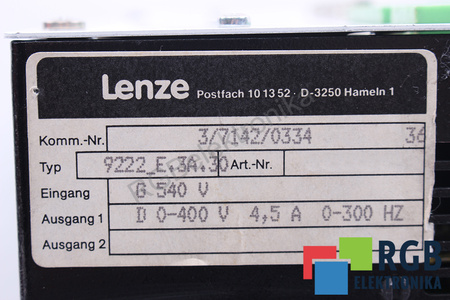 Lenze Postfach 10 13 52 · D-3250 Hameln 1
Komm.-Nr. 3/7142/0334 36
Typ 9222_E.3A.30 Art.-Nr.
Eingang G 540 V
Ausgang 1 D 0-400 V 4,5 A 0-300 HZ
Ausgang 2
RGB
ELEKTRONIKA